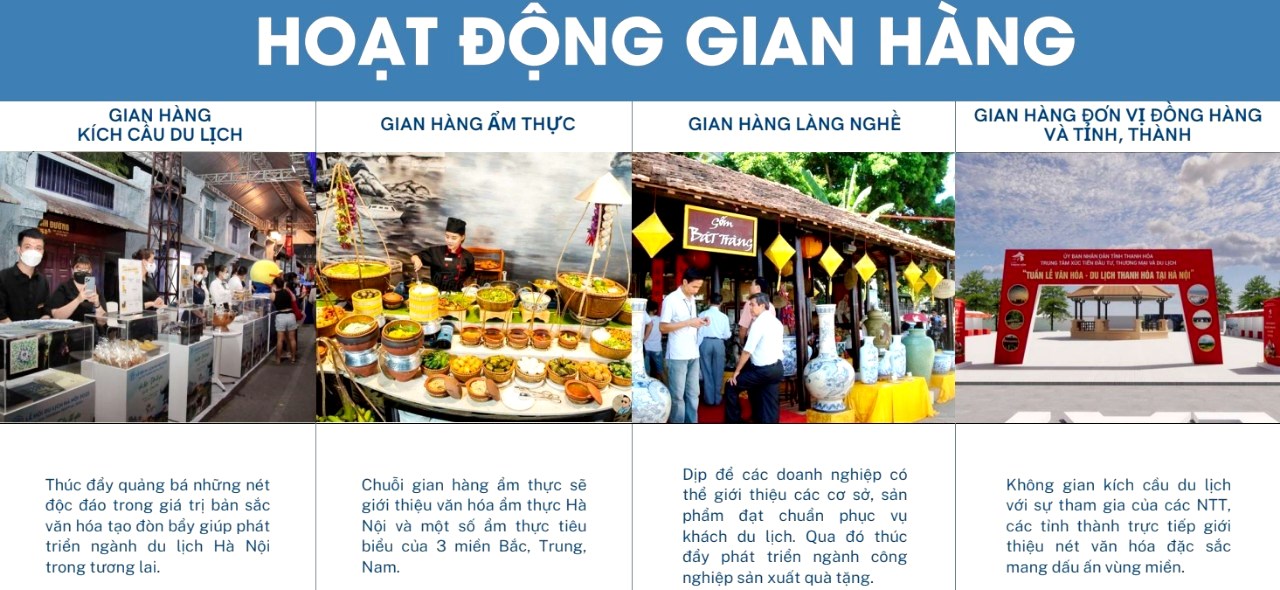 HOẠT ĐỘNG GIAN HÀNG
GIAN HÀNG
KÍCH CẦU DU LỊCH
GIAN HÀNG ẨM THỰC
GIAN HÀNG LÀNG NGHỀ
GIAN HÀNG ĐƠN VỊ ĐỒNG HÀNG
VÀ TỈNH, THÀNH
Gốm
BÁT TRÀNG
ỦY BAN NHÂN DÂN TỈNH THANH HÓA
TRUNG TÂM XÚC TIẾN ĐẦU TƯ, THƯƠNG MẠI VÀ DU LỊCH
"TUẦN LỄ VĂN HÓA - DU LỊCH THANH HÓA TẠI HÀ NỘI"
Thúc đẩy quảng bá những nét
độc đáo trong giá trị bản sắc
văn hóa tạo đòn bẩy giúp phát
triển ngành du lịch Hà Nội
trong tương lai.
Chuỗi gian hàng ẩm thực sẽ
giới thiệu văn hóa ẩm thực Hà
Nội và một số ẩm thực tiêu
biểu của 3 miền Bắc, Trung,
Nam.
Dịp để các doanh nghiệp có
thể giới thiệu các cơ sở, sản
phẩm đạt chuẩn phục vụ
khách du lịch. Qua đó thúc
đẩy phát triển ngành công
nghiệp sản xuất quà tặng.
Không gian kích cầu du lịch
với sự tham gia của các NTT,
các tỉnh thành trực tiếp giới
thiệu nét văn hóa đặc sắc
mang dấu ấn vùng miền.